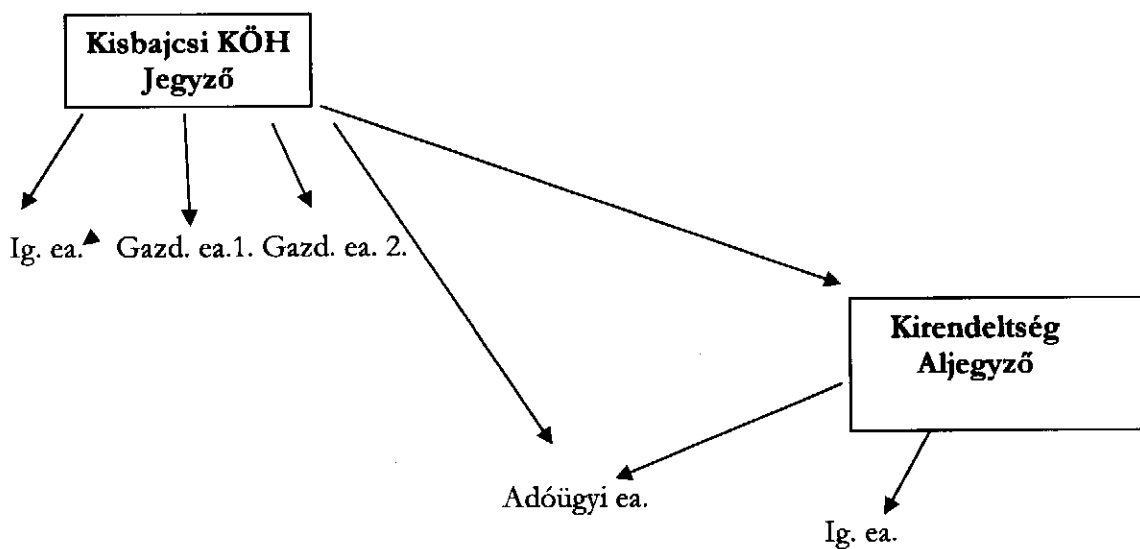 Kisbajcsi KÖH
Jegyző
Ig. ea. Gazd. ea.1. Gazd. ea. 2.
Kirendeltség
Aljegyző
Adóügyi ea.
Ig. ea.